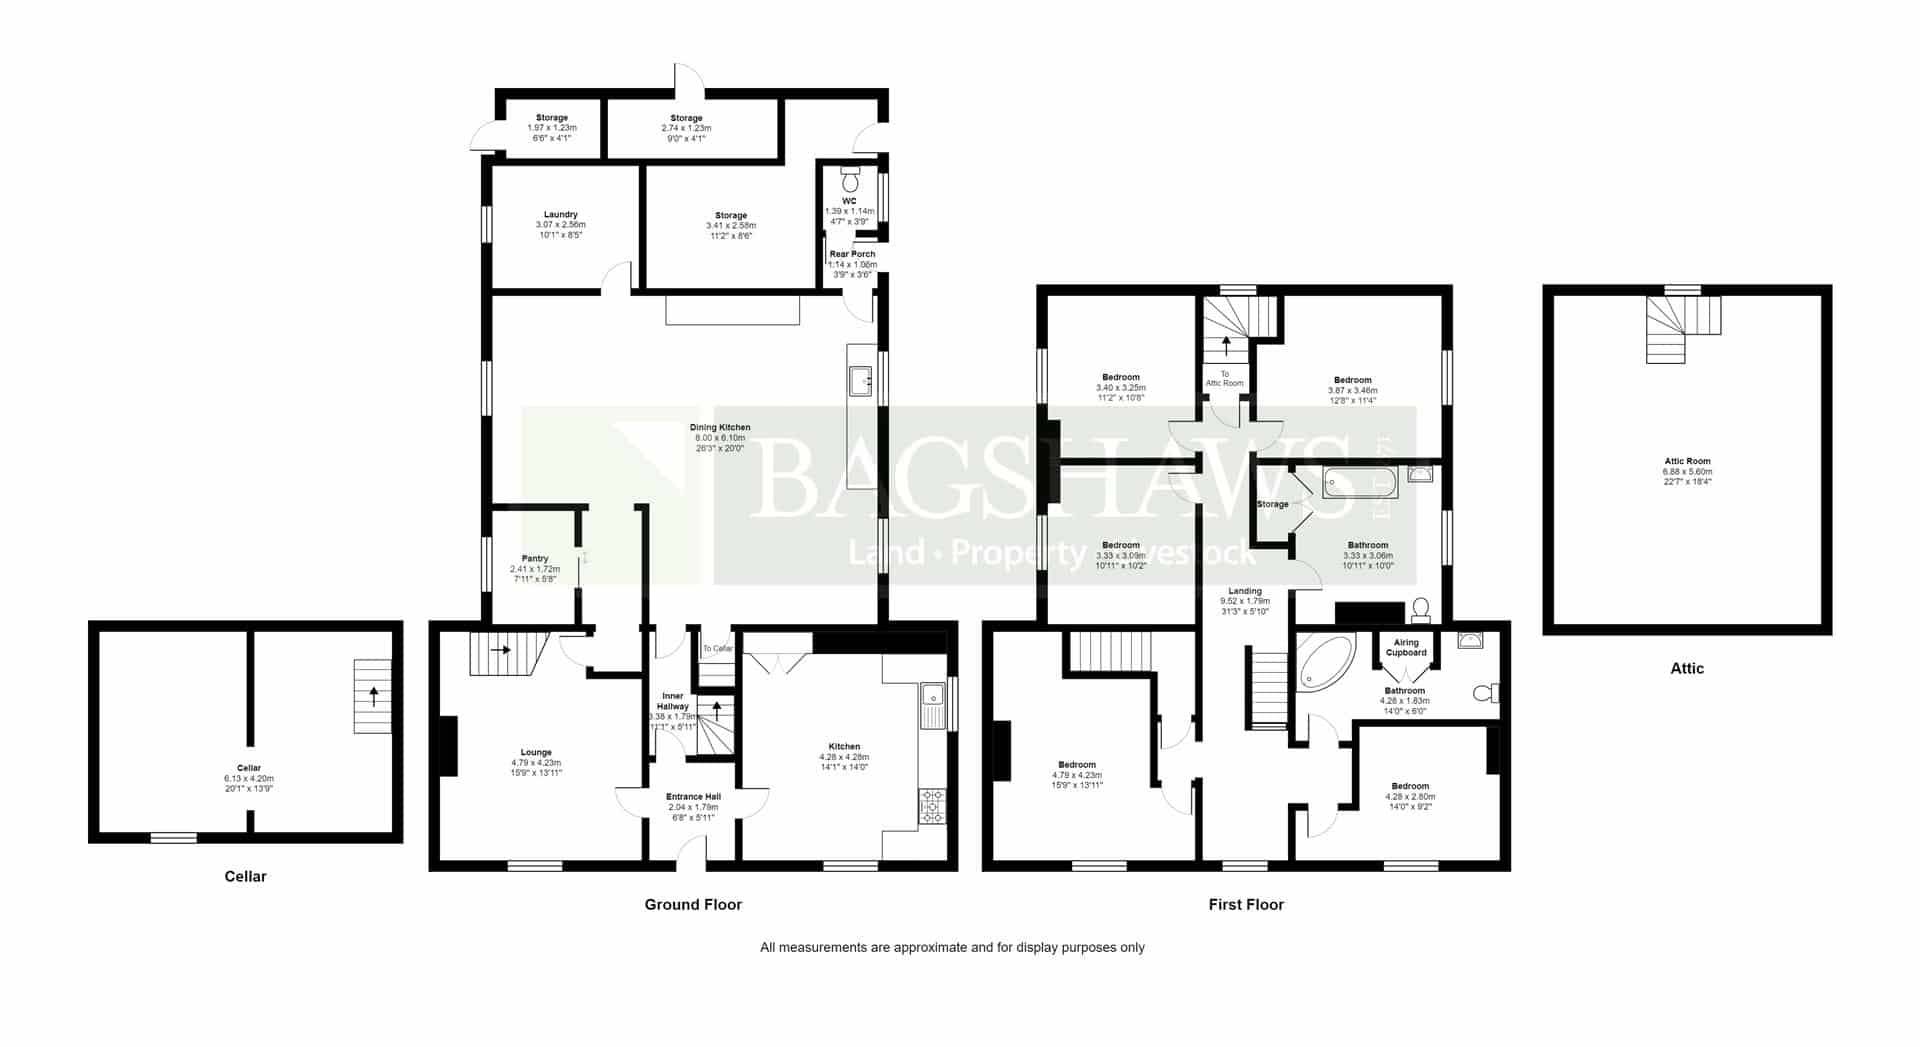 Storage
1.97 x 1.23m
6'6" x 4'1"
Storage
2.74 x 1.23m
9'0" x 4'1"
Laundry
3.07 x 2.56m
10'1" x 8'5"
Storage
3.41 x 2.58m
11'2" x 8'6"
WC
1.39 x 1.14m
4'7" x 3'9"
Rear Porch
1.14 x 1.06m
3'9" x 3'6"
Dining Kitchen
8.00 x 6.10m
26'3" x 20'0"
Pantry
2.41 x 1.72m
7'11" x 5'8"
To Cellar
Inner
Hallway
3.38 x 1.79m
11'1" x 5'11"
Lounge
4.79 x 4.23m
15'9" x 13'11"
Entrance Hall
2.04 x 1.79m
6'8" x 5'11"
Kitchen
4.28 x 4.28m
14'1" x 14'0"
Ground Floor
Cellar
6.13 x 4.20m
20'1" x 13'9"
Cellar
Bedroom
3.40 x 3.25m
11'2" x 10'8"
To
Attic Room
Bedroom
3.87 x 3.46m
12'8" x 11'4"
Bedroom
3.33 x 3.09m
10'11" x 10'2"
Storage
Bathroom
3.33 x 3.06m
10'11" x 10'0"
Landing
9.52 x 1.79m
31'3" x 5'10"
Airing
Cupboard
Bathroom
4.28 x 1.83m
14'0" x 6'0"
Bedroom
4.79 x 4.23m
15'9" x 13'11"
Bedroom
4.28 x 2.80m
14'0" x 9'2"
First Floor
Attic Room
6.88 x 5.60m
22'7" x 18'4"
Attic
BAGSHAWS
Land • Property
All measurements are approximate and for display purposes only